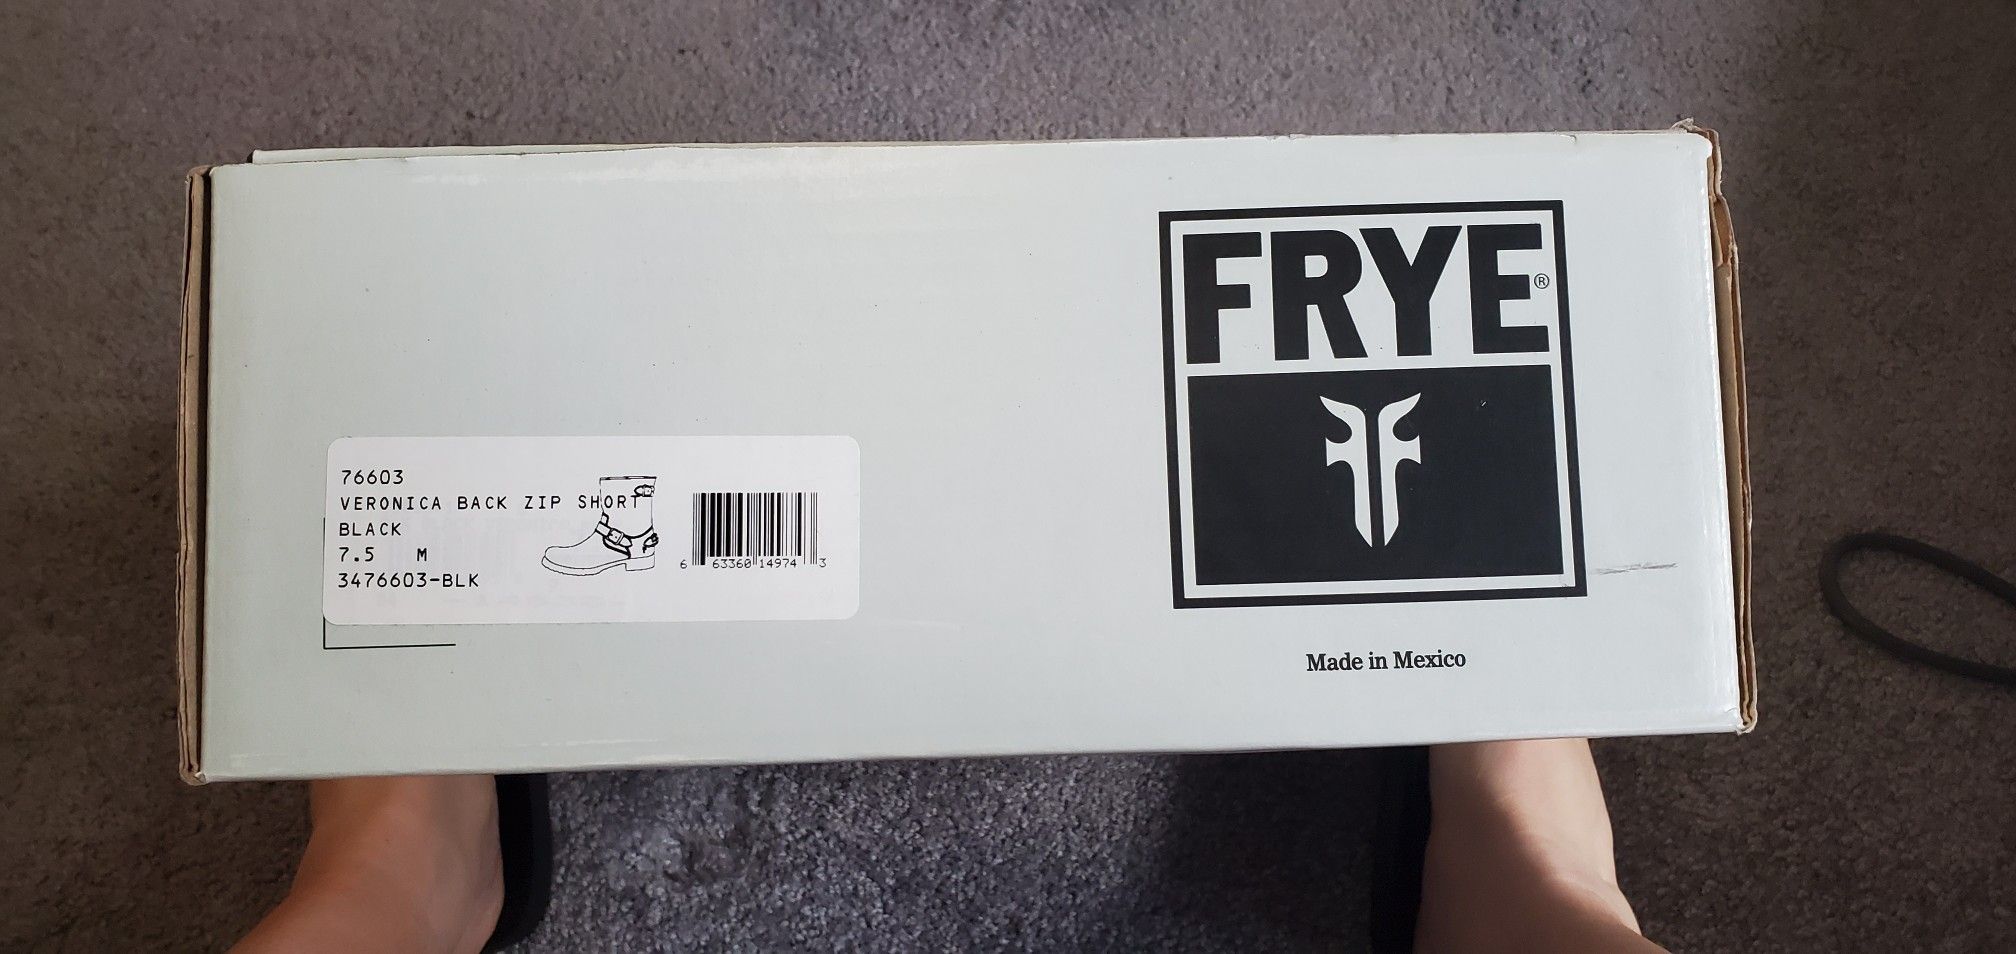 76603
VERONICA BACK ZIP SHORT
BLACK
7.5 M
3476603-BLK
6 63360 14974 3
FRYE®
Made in Mexico